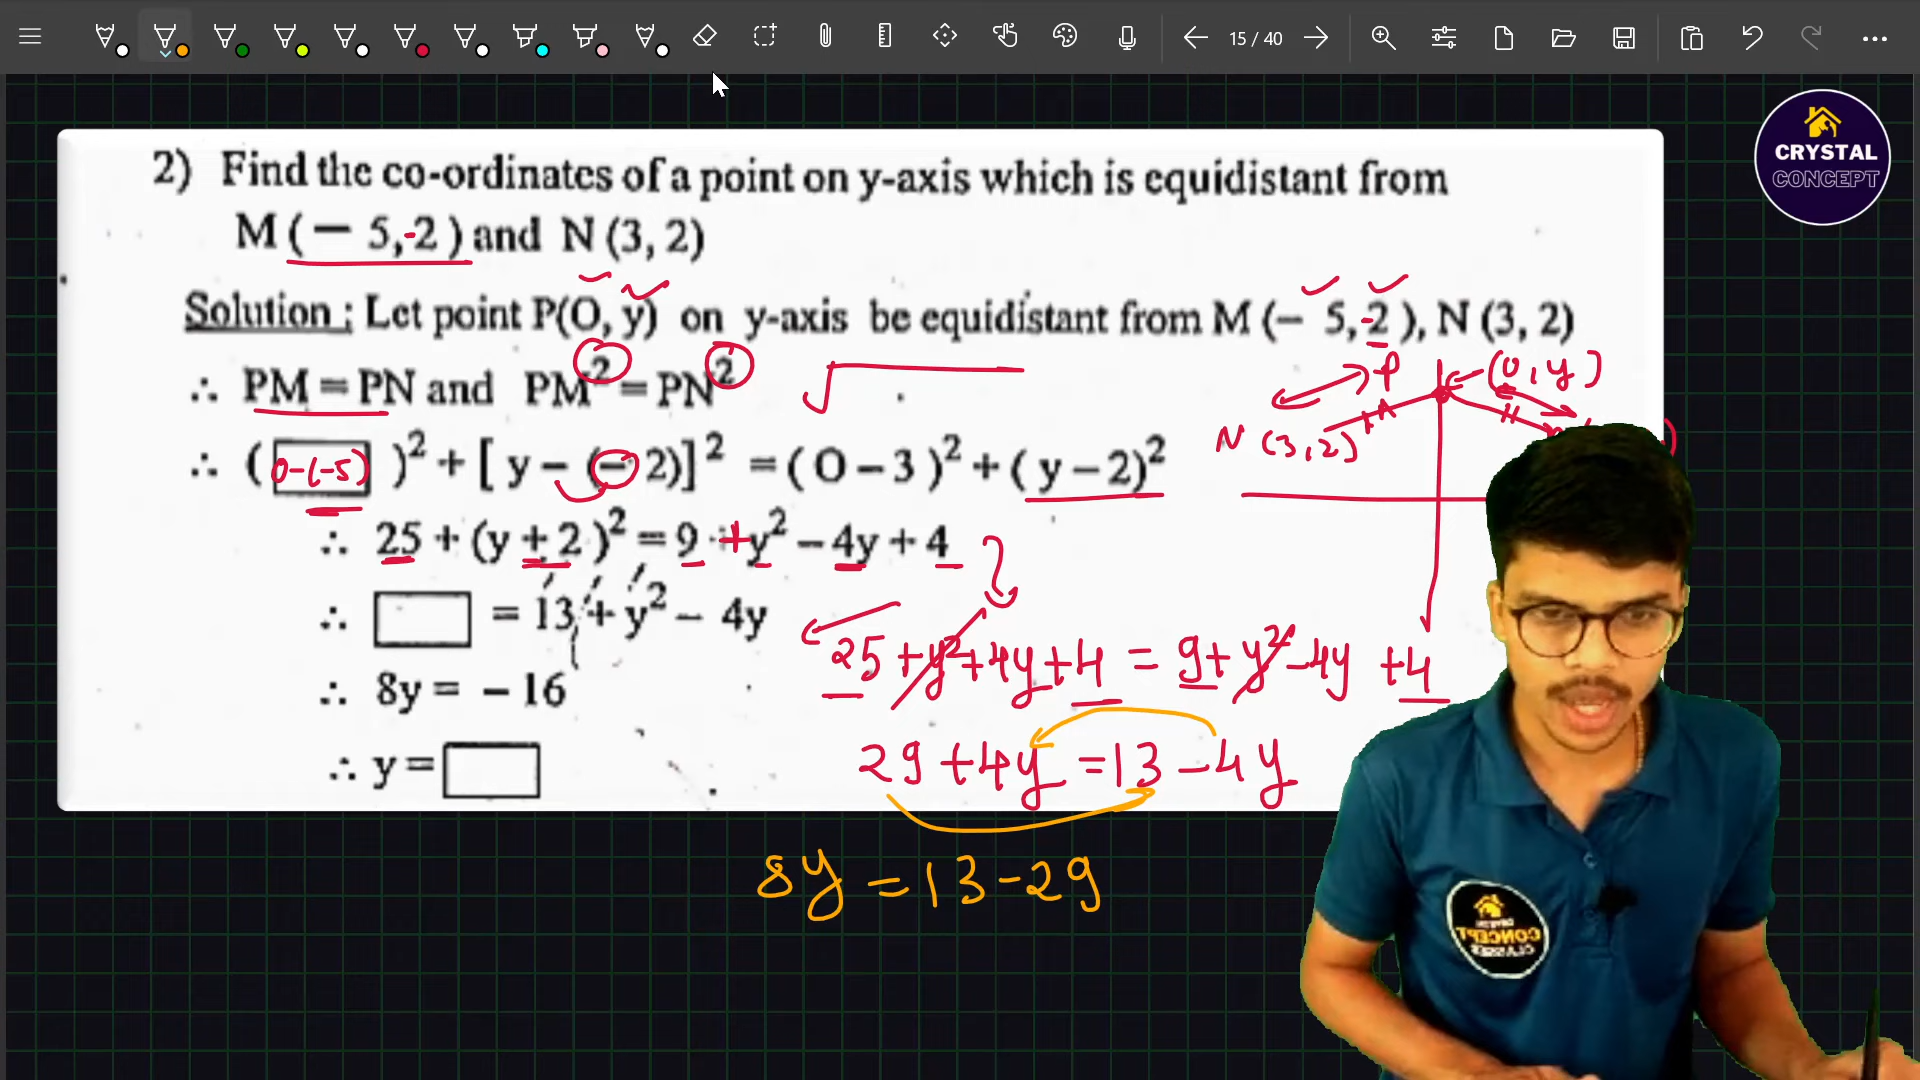 15 / 40
CRYSTAL
CONCEPT
2) Find the co-ordinates of a point on y-axis which is equidistant from
M (− 5,-2 ) and N (3, 2)
Solution : Let point P(O, y) on y-axis be equidistant from M (− 5,-2 ), N (3, 2)
∴ PM = PN and PM² = PN²
P (0, y)
N (3,2)
∴ ( 0-(-5) )² + [ y − (− 2)] ² = ( O − 3 )² + ( y − 2)²
∴ 25 + (y + 2 )² = 9 + y² − 4y + 4
∴ = 13 + y² − 4y
25 + y² + 4y + 4 = 9 + y² - 4y + 4
∴ 8y = − 16
29 + 4y = 13 - 4y
∴ y =
8y = 13 - 29
CONCEPT